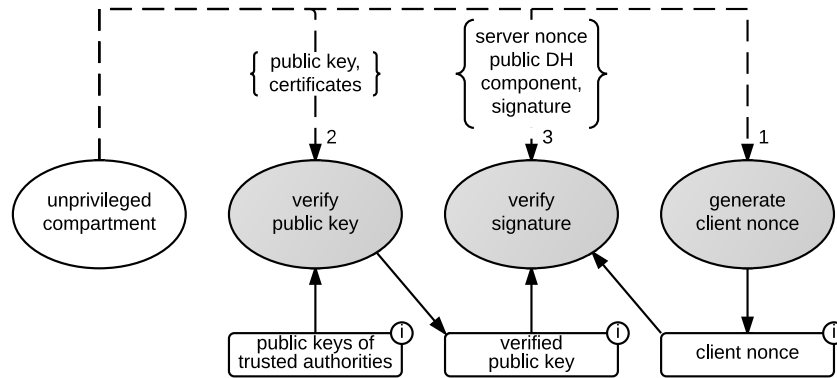 public key,
certificates
server nonce
public DH
component,
signature
2
3
1
unprivileged
compartment
verify
public key
verify
signature
generate
client nonce
i
i
i
public keys of
trusted authorities
verified
public key
client nonce